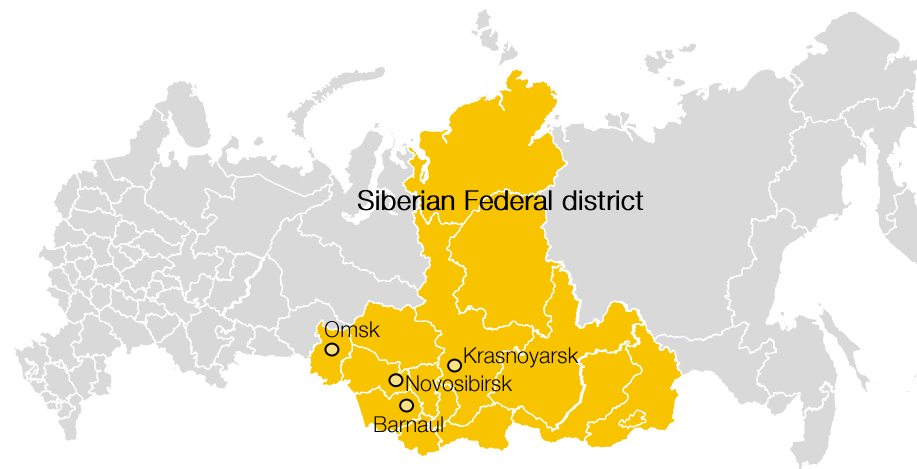 Siberian Federal district
Omsk
Krasnoyarsk
Novosibirsk
Barnaul